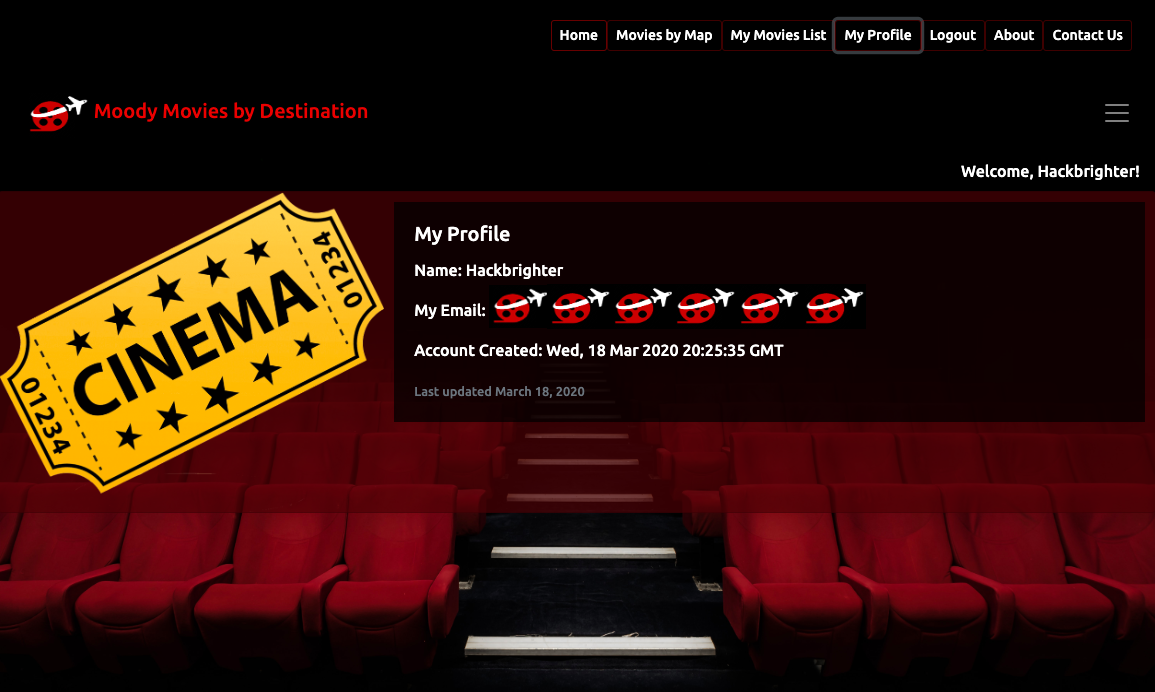 Home Movies by Map My Movies List My Profile Logout About Contact Us
Moody Movies by Destination
Welcome, Hackbrighter!
01234
CINEMA
01234
My Profile
Name: Hackbrighter
My Email:
Account Created: Wed, 18 Mar 2020 20:25:35 GMT
Last updated March 18, 2020